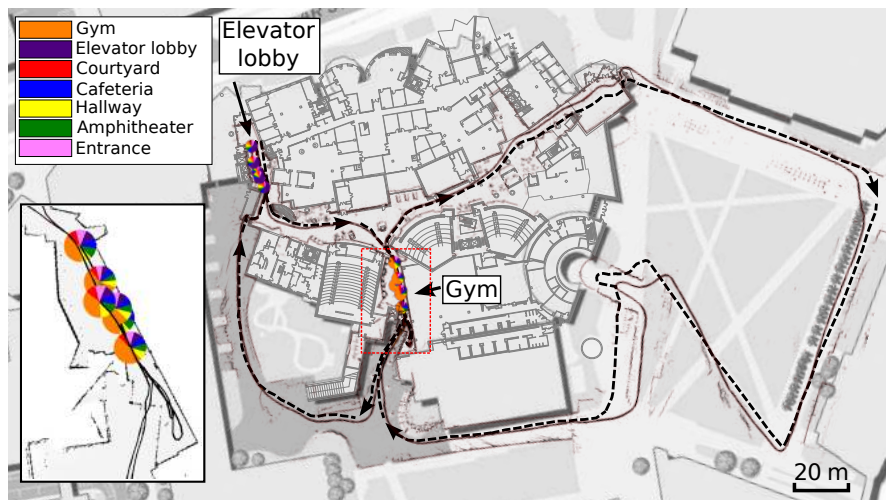 Gym
Elevator lobby
Courtyard
Cafeteria
Hallway
Amphitheater
Entrance
Elevator
lobby
Gym
20 m